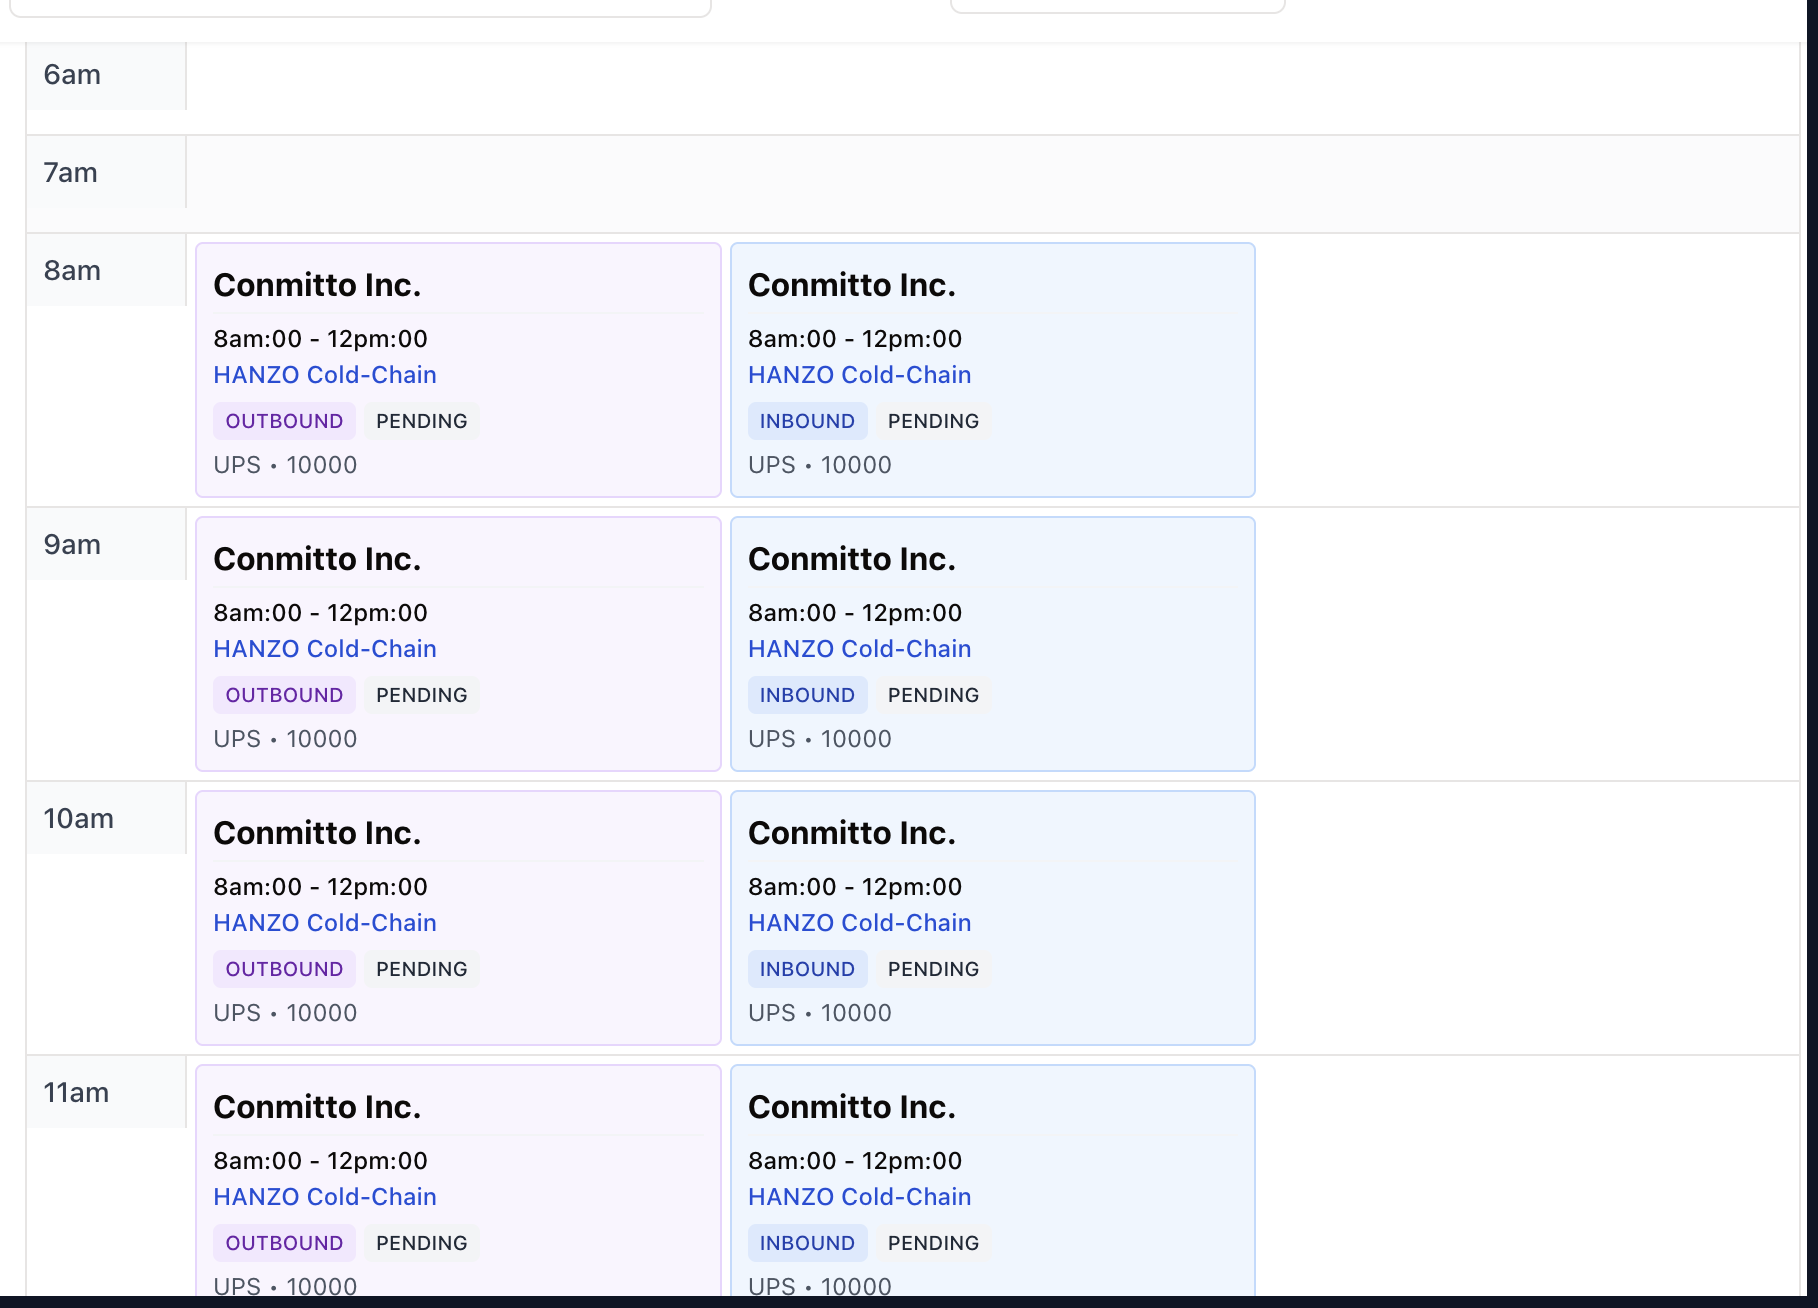 6am
7am
8am
Conmitto Inc.
8am:00 - 12pm:00
HANZO Cold-Chain
OUTBOUND PENDING
UPS • 10000
Conmitto Inc.
8am:00 - 12pm:00
HANZO Cold-Chain
INBOUND PENDING
UPS • 10000
9am
Conmitto Inc.
8am:00 - 12pm:00
HANZO Cold-Chain
OUTBOUND PENDING
UPS • 10000
Conmitto Inc.
8am:00 - 12pm:00
HANZO Cold-Chain
INBOUND PENDING
UPS • 10000
10am
Conmitto Inc.
8am:00 - 12pm:00
HANZO Cold-Chain
OUTBOUND PENDING
UPS • 10000
Conmitto Inc.
8am:00 - 12pm:00
HANZO Cold-Chain
INBOUND PENDING
UPS • 10000
11am
Conmitto Inc.
8am:00 - 12pm:00
HANZO Cold-Chain
OUTBOUND PENDING
UPS • 10000
Conmitto Inc.
8am:00 - 12pm:00
HANZO Cold-Chain
INBOUND PENDING
UPS • 10000